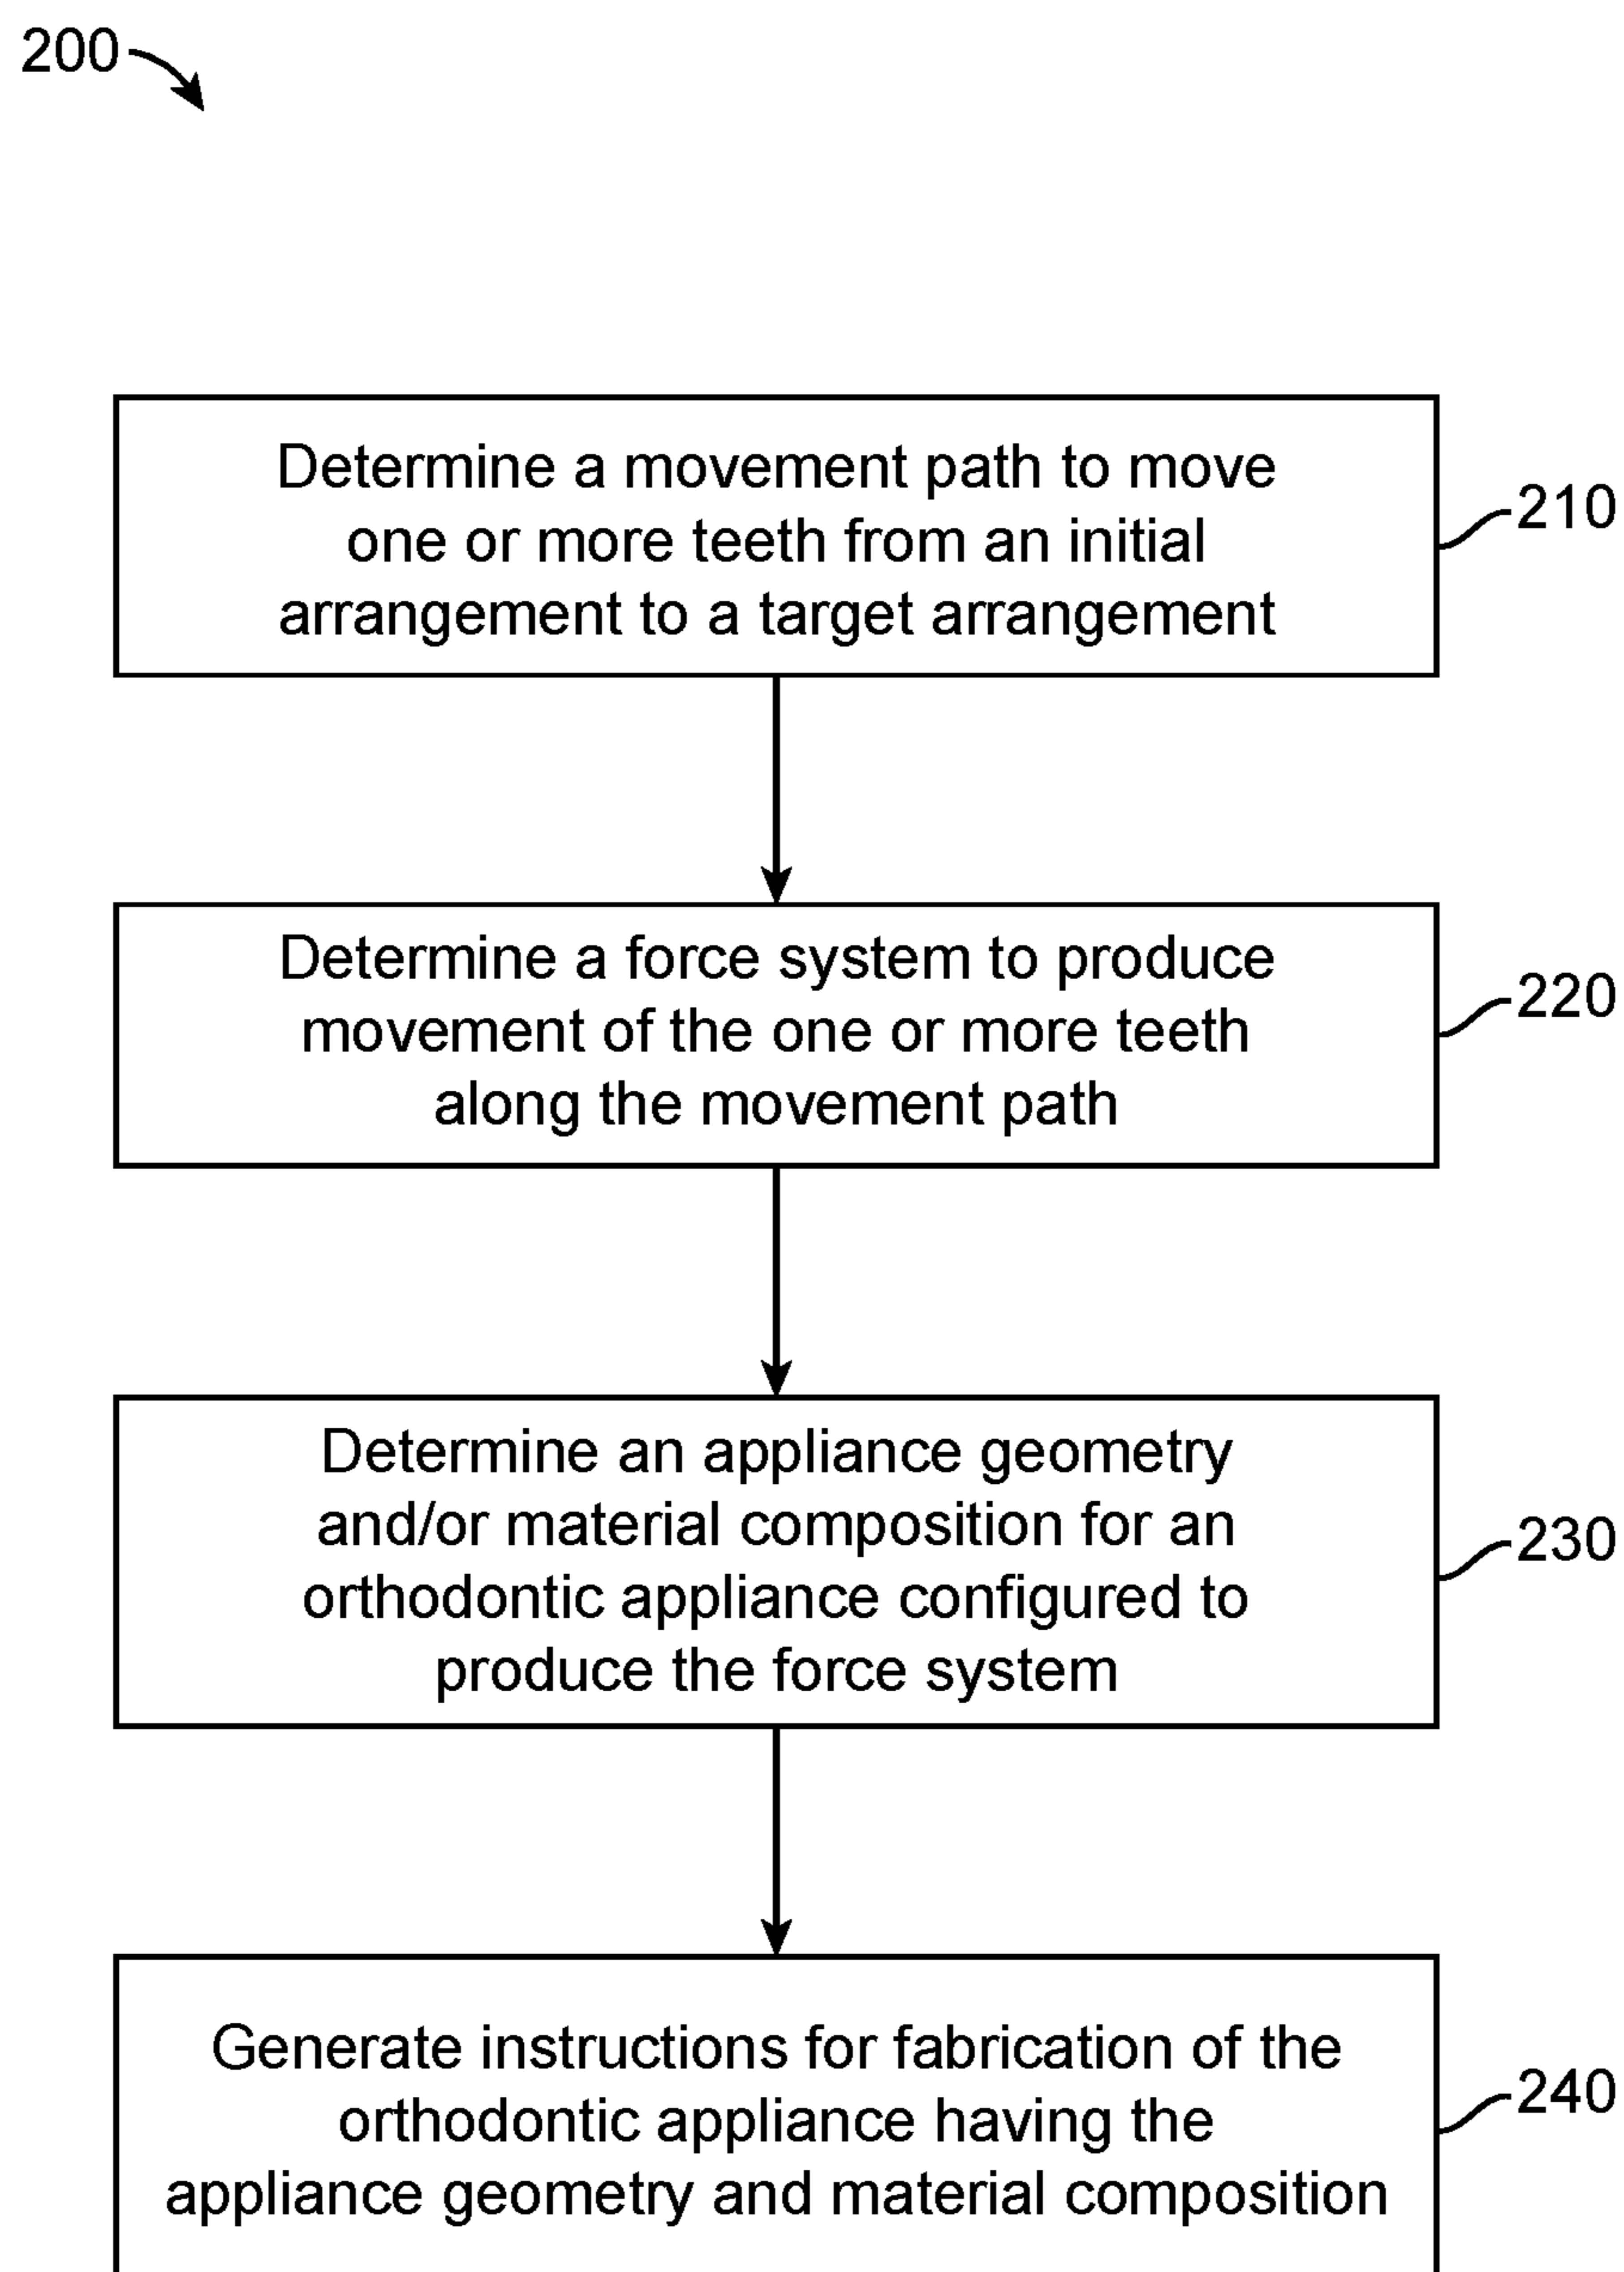 200
Determine a movement path to move
one or more teeth from an initial
arrangement to a target arrangement
210
Determine a force system to produce
movement of the one or more teeth
along the movement path
220
Determine an appliance geometry
and/or material composition for an
orthodontic appliance configured to
produce the force system
230
Generate instructions for fabrication of the
orthodontic appliance having the
appliance geometry and material composition
240